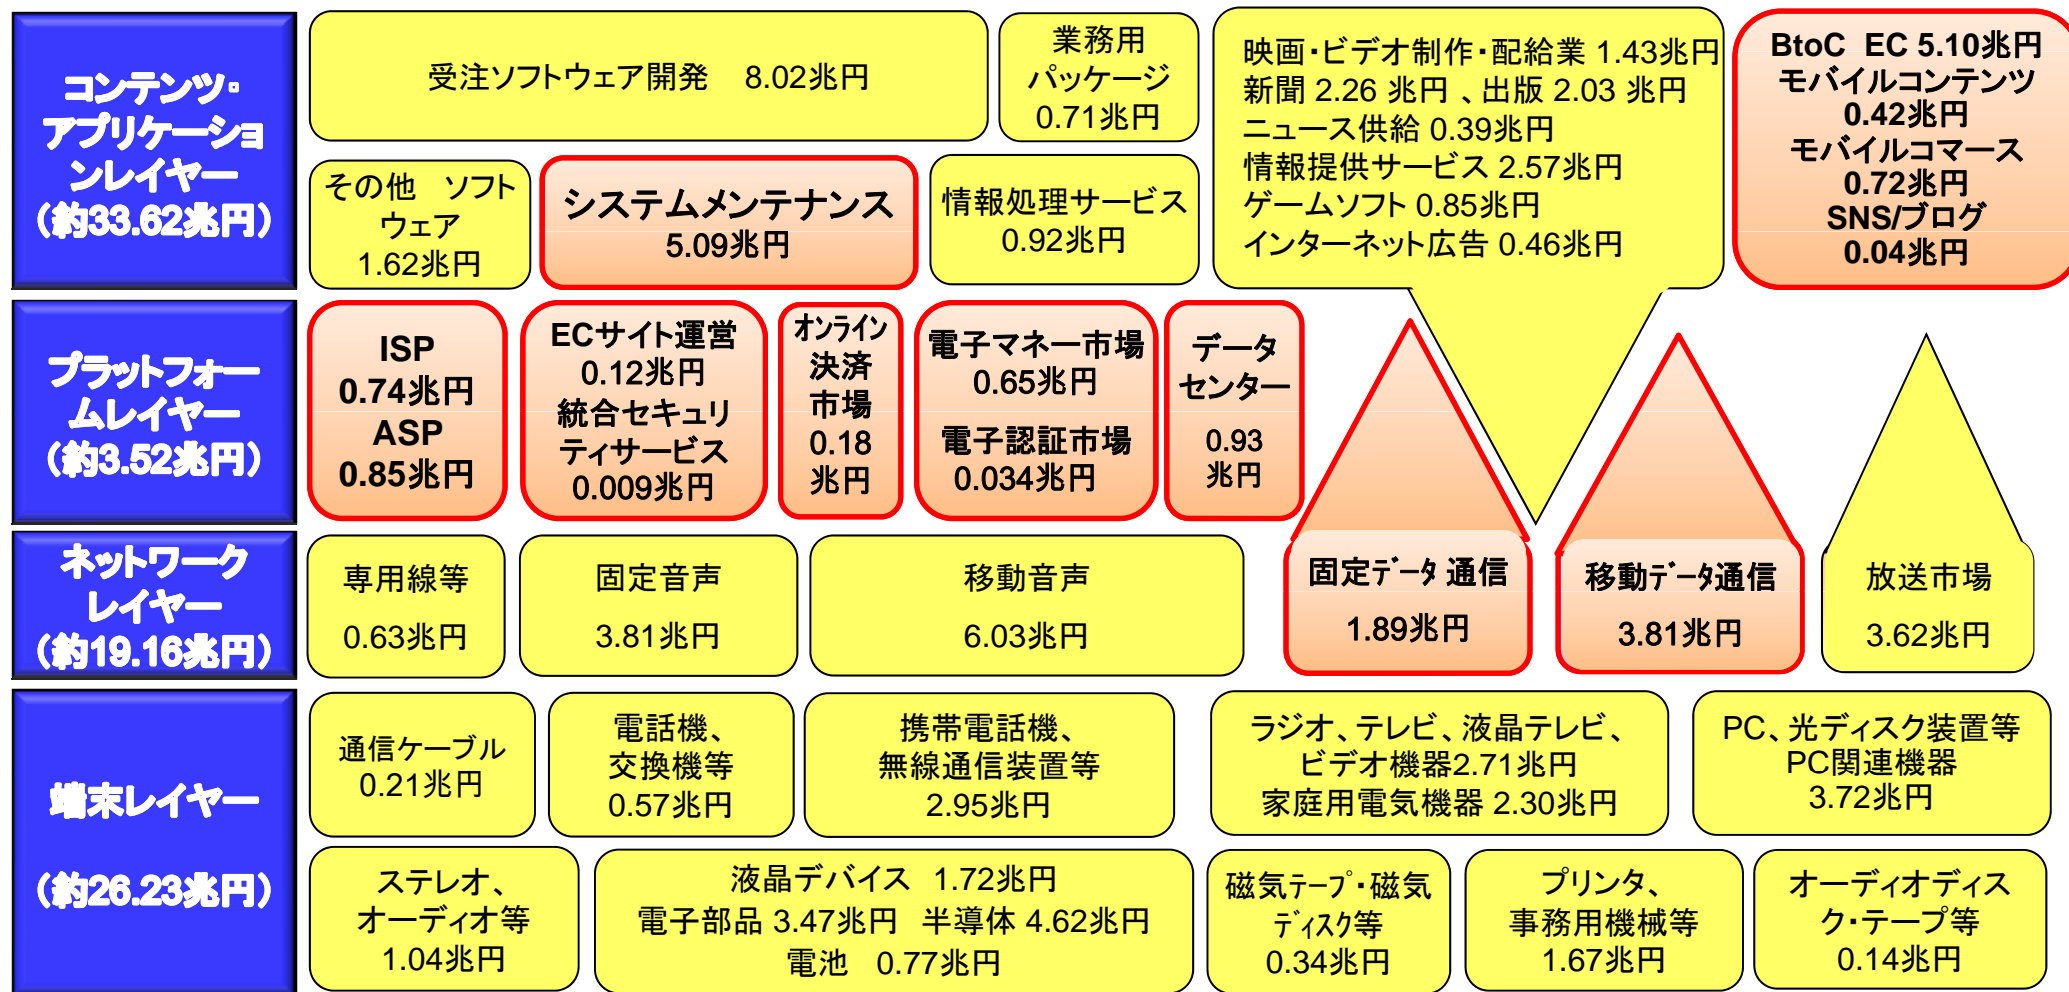 コンテンツ・
アプリケーショ
ンレイヤー
（約33.62兆円）
受注ソフトウェア開発　8.02兆円
業務用
パッケージ
0.71兆円
映画・ビデオ制作・配給業 1.43兆円
新聞 2.26 兆円 、出版 2.03 兆円
ニュース供給 0.39兆円
情報提供サービス 2.57兆円
ゲームソフト 0.85兆円
インターネット広告 0.46兆円
BtoC EC 5.10兆円
モバイルコンテンツ
0.42兆円
モバイルコマース
0.72兆円
SNS/ブログ
0.04兆円
その他　ソフト
ウェア
1.62兆円
システムメンテナンス
5.09兆円
情報処理サービス
0.92兆円
プラットフォー
ムレイヤー
（約3.52兆円）
ISP
0.74兆円
ASP
0.85兆円
ECサイト運営
0.12兆円
統合セキュリ
ティサービス
0.009兆円
オンライン
決済
市場
0.18
兆円
電子マネー市場
0.65兆円
電子認証市場
0.034兆円
データ
センター
0.93
兆円
ネットワーク
レイヤー
（約19.16兆円）
専用線等
0.63兆円
固定音声
3.81兆円
移動音声
6.03兆円
固定ﾃﾞｰﾀ 通信
1.89兆円
移動ﾃﾞｰﾀ通信
3.81兆円
放送市場
3.62兆円
端末レイヤー
（約26.23兆円）
通信ケーブル
0.21兆円
電話機、
交換機等
0.57兆円
携帯電話機、
無線通信装置等
2.95兆円
ラジオ、テレビ、液晶テレビ、
ビデオ機器2.71兆円
家庭用電気機器 2.30兆円
PC、光ディスク装置等
PC関連機器
3.72兆円
ステレオ、
オーディオ等
1.04兆円
液晶デバイス　1.72兆円
電子部品 3.47兆円　半導体 4.62兆円
電池　0.77兆円
磁気ﾃｰﾌﾟ・磁気
ﾃﾞｨｽｸ等
0.34兆円
プリンタ、
事務用機械等
1.67兆円
オーディオディス
ク・テープ等
0.14兆円